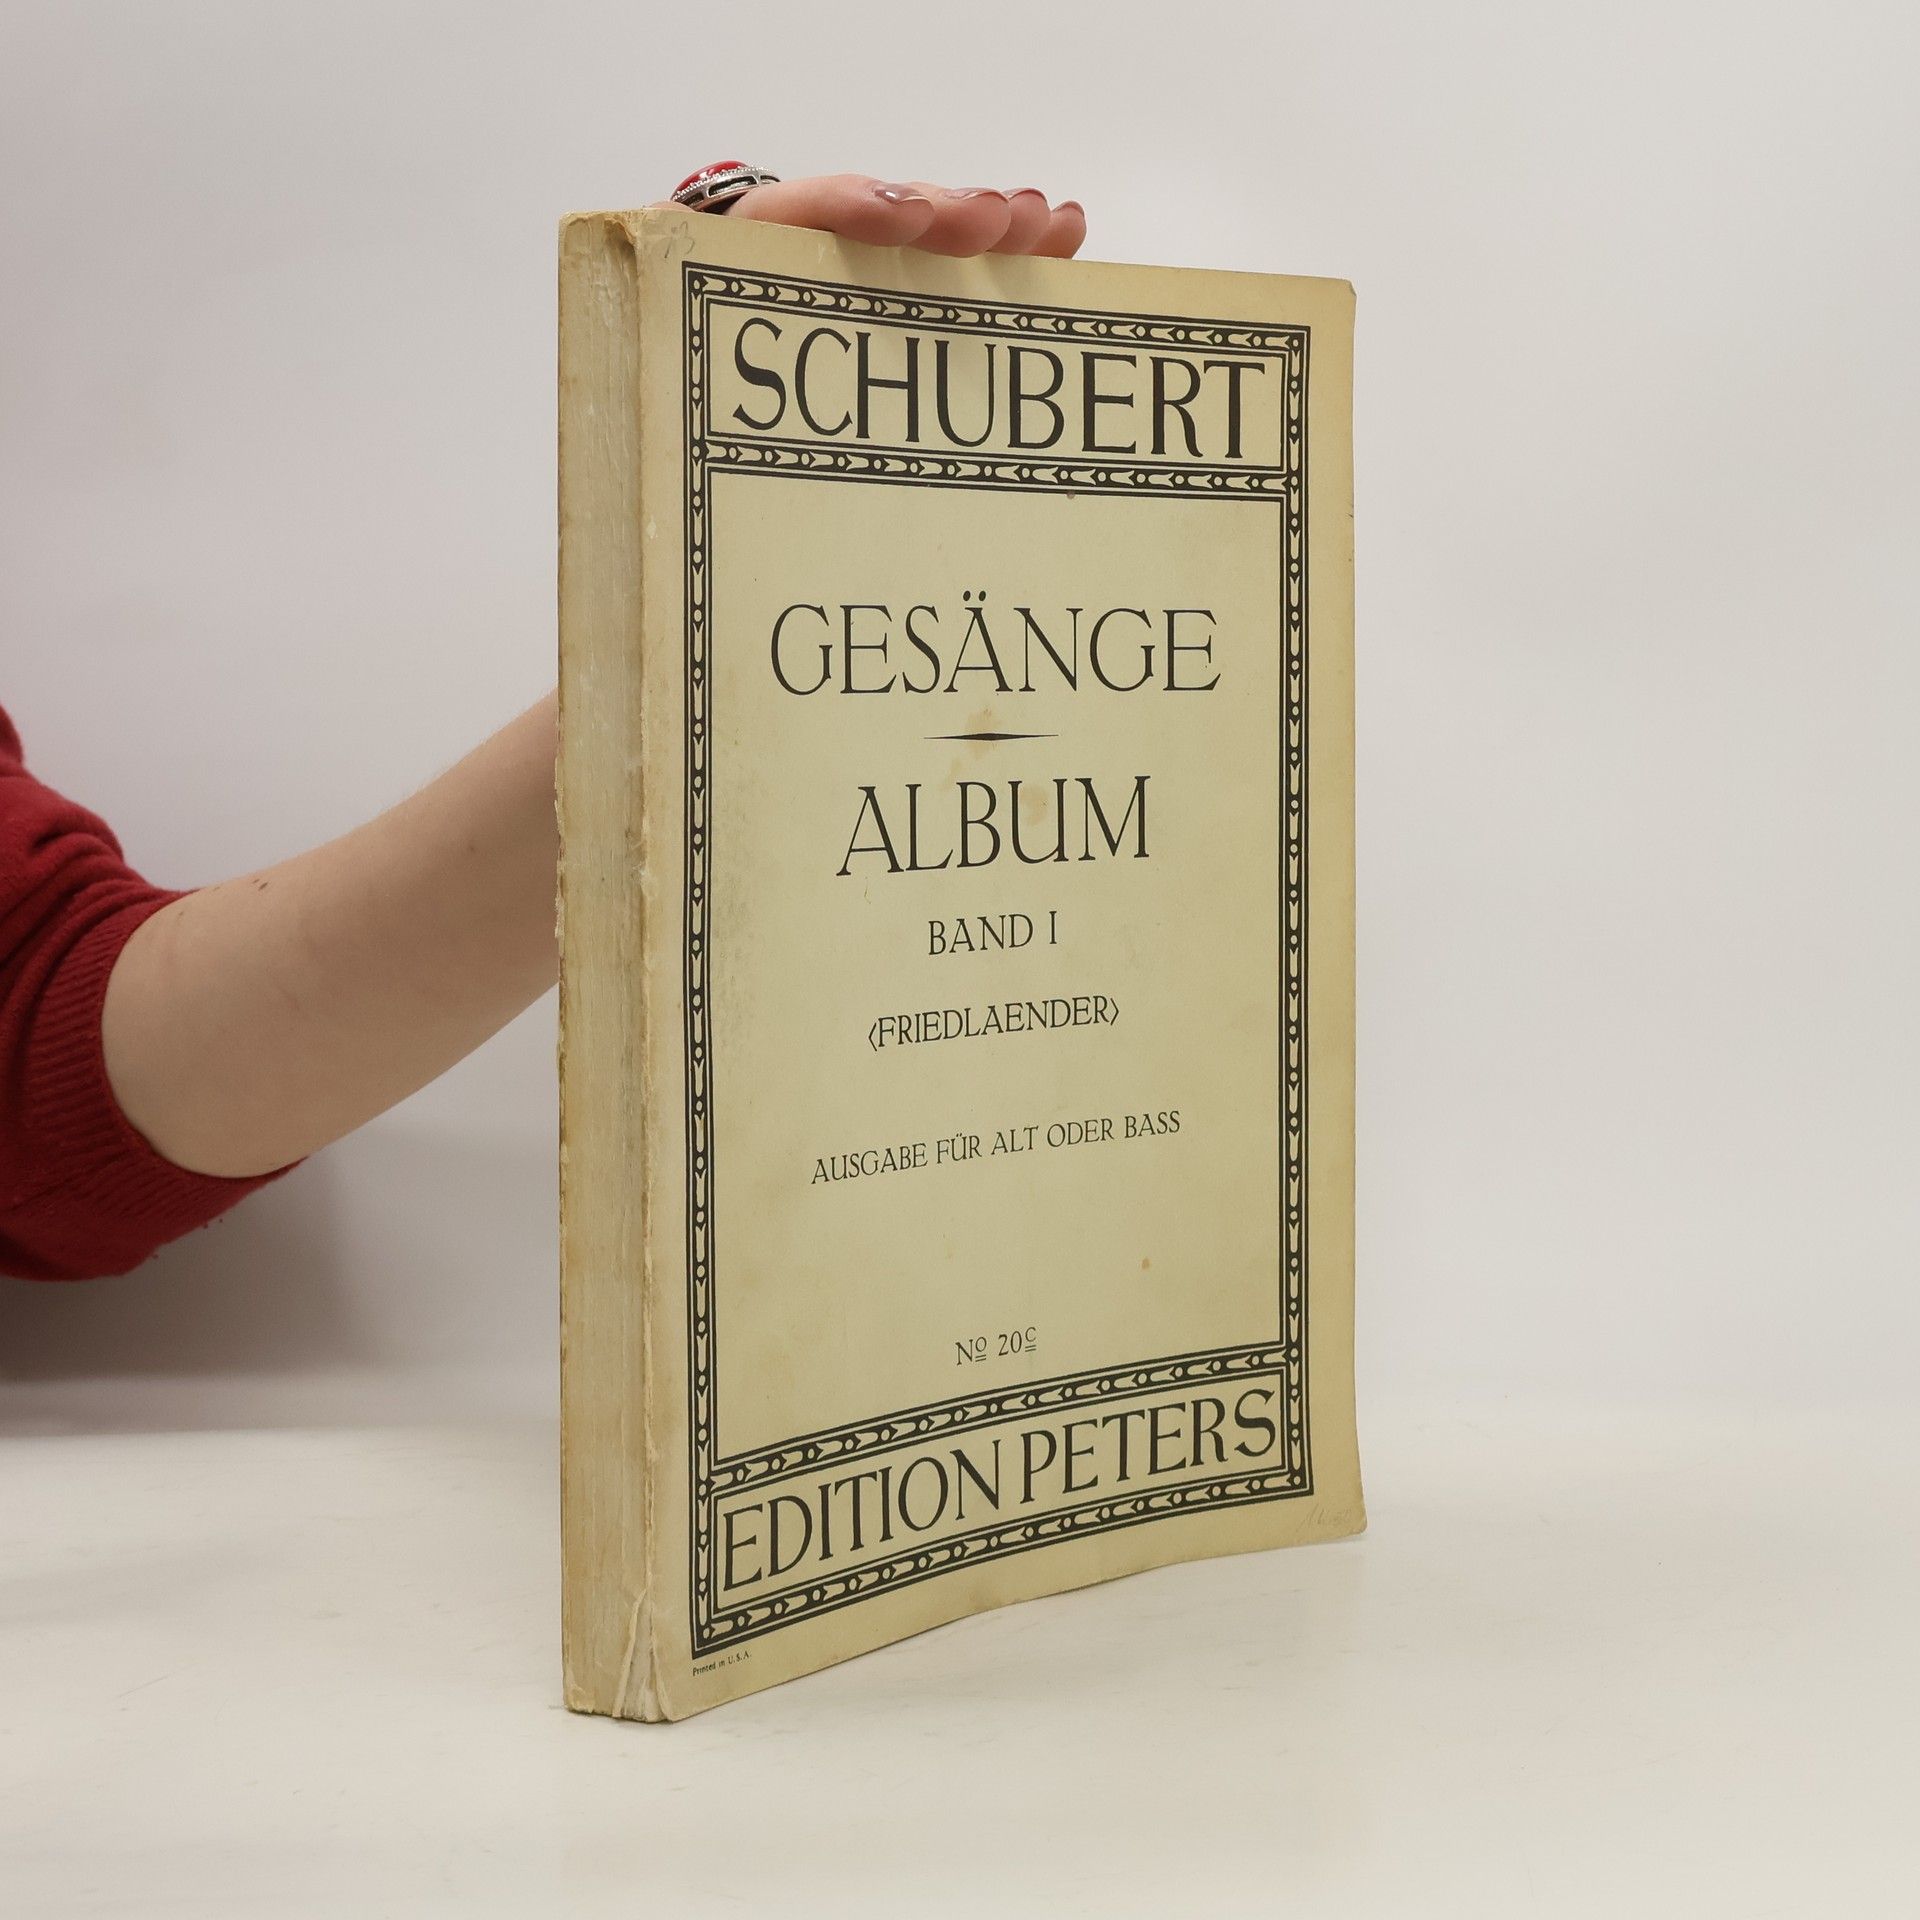 SCHUBERT
GESÄNGE
ALBUM
BAND I
〈FRIEDLAENDER〉
AUSGABE FÜR ALT ODER BASS
Nº 20ᶜ
EDITION PETERS
Printed in U.S.A.